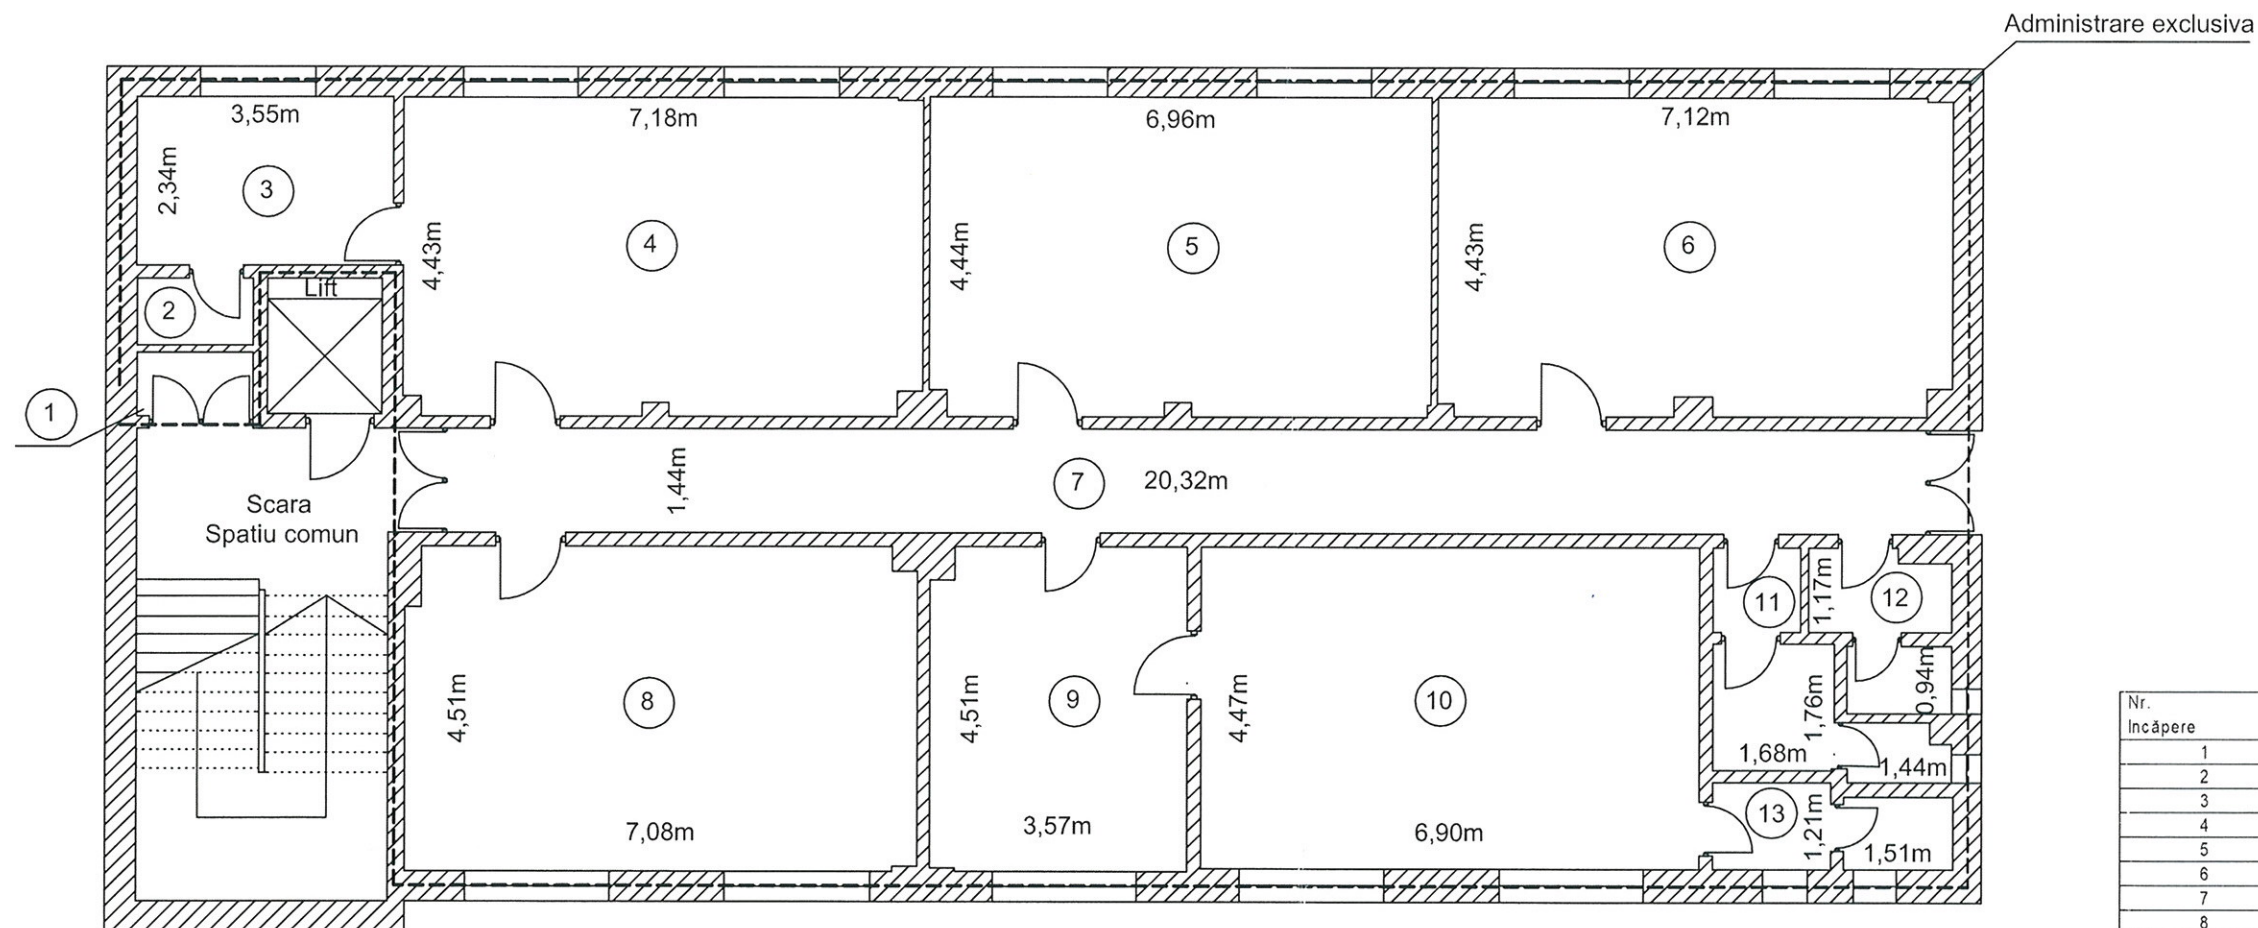 Administrare exclusiva
3,55m
7,18m
6,96m
7,12m
2,34m
3
4,43m
4
4,44m
5
4,43m
6
Lift
2
1
1,44m
7
20,32m
Scara
Spatiu comun
1,17m
11
12
4,51m
8
4,51m
9
4,47m
10
1,76m
0,94m
1,68m
1,44m
7,08m
3,57m
6,90m
13
1,21m
1,51m
Nr.
Incăpere
1
2
3
4
5
6
7
8